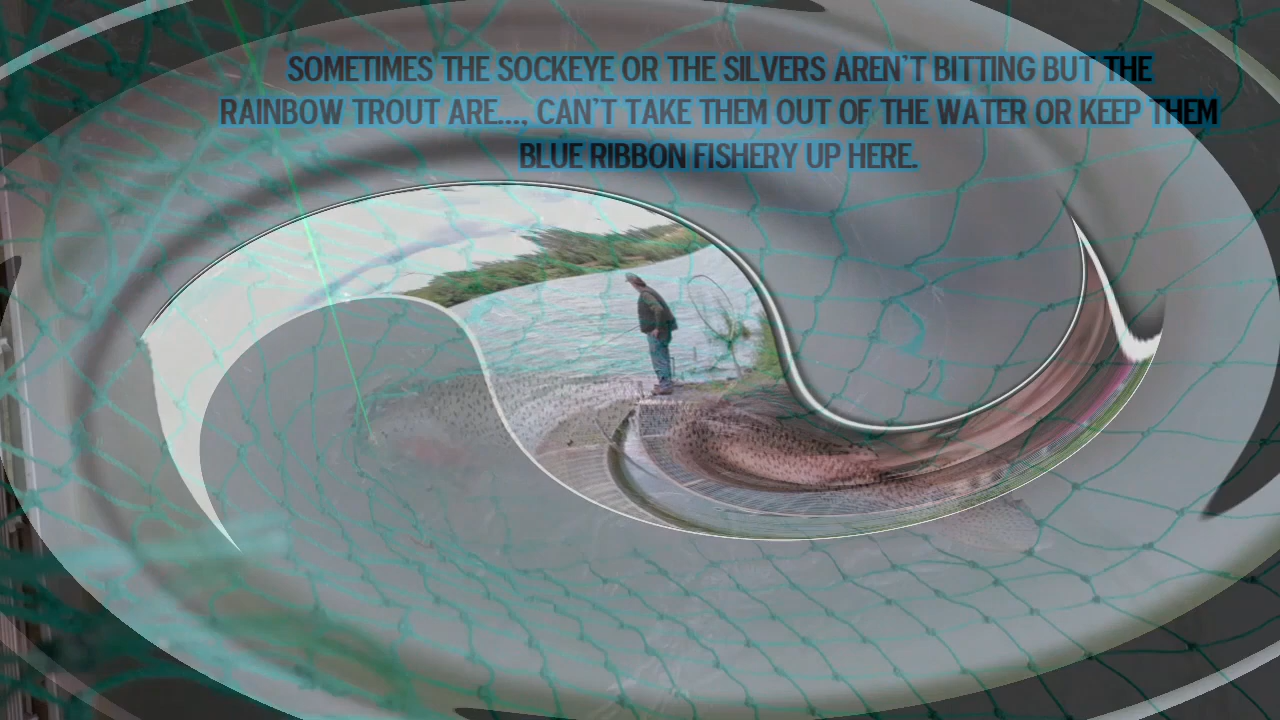 SOMETIMES THE SOCKEYE OR THE SILVERS AREN'T BITTING BUT THE
RAINBOW TROUT ARE..., CAN'T TAKE THEM OUT OF THE WATER OR KEEP THEM
BLUE RIBBON FISHERY UP HERE.